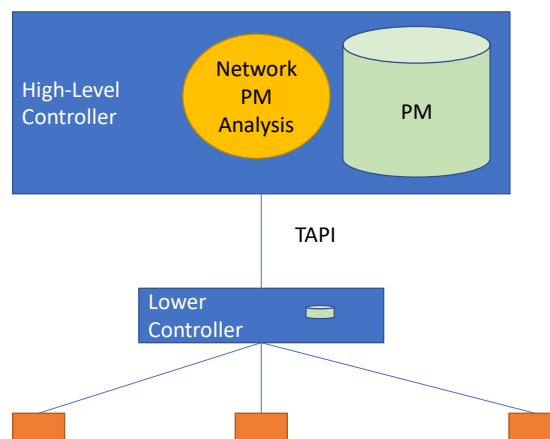 High-Level
Controller
Network
PM
Analysis
PM
TAPI
Lower
Controller